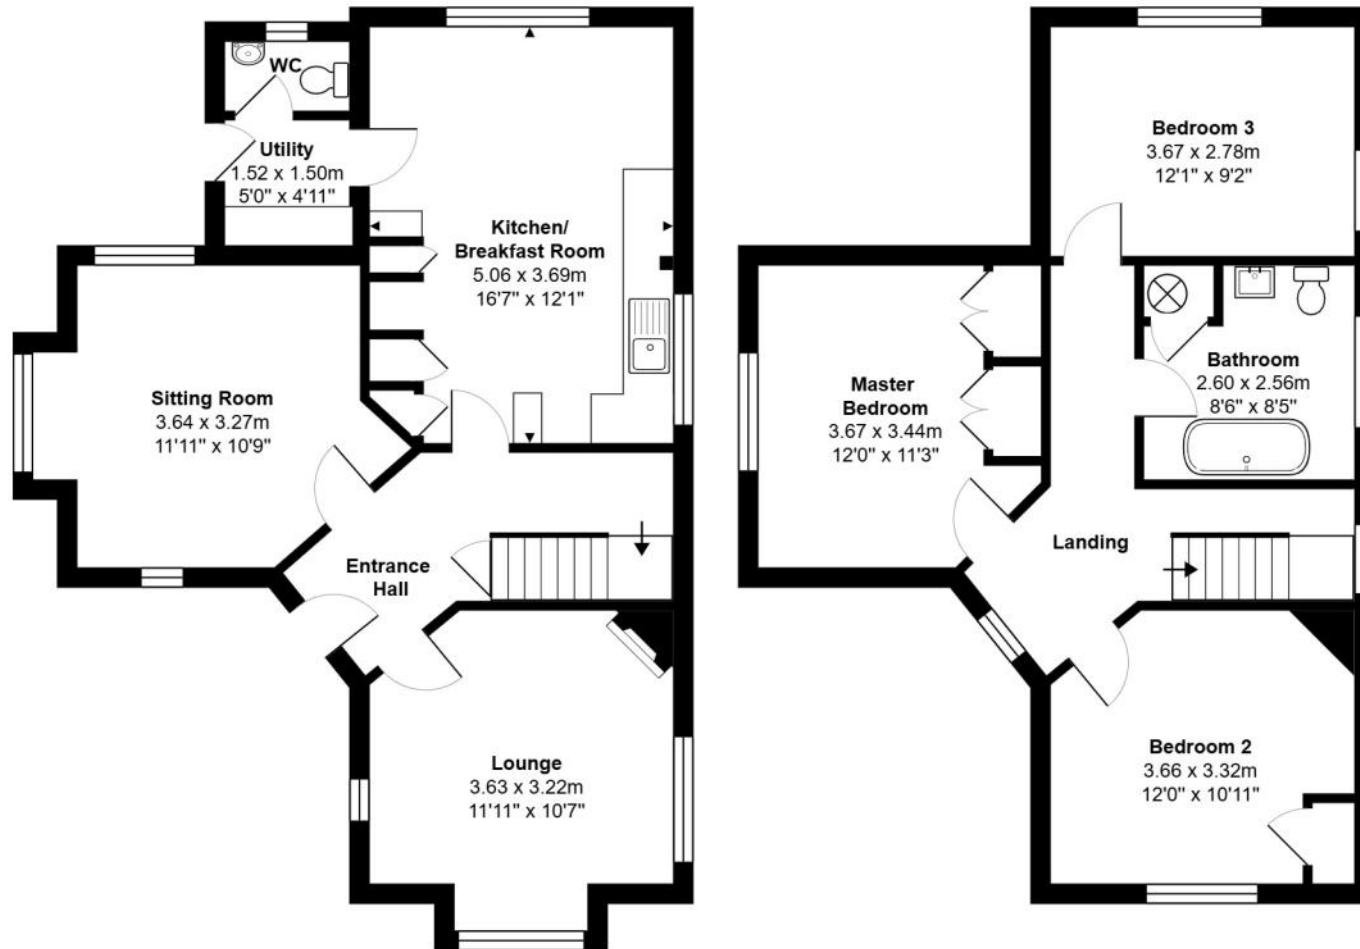 WC
Utility
1.52 x 1.50m
5'0" x 4'11"
Kitchen/
Breakfast Room
5.06 x 3.69m
16'7" x 12'1"
Sitting Room
3.64 x 3.27m
11'11" x 10'9"
Entrance
Hall
Lounge
3.63 x 3.22m
11'11" x 10'7"
Bedroom 3
3.67 x 2.78m
12'1" x 9'2"
Master
Bedroom
3.67 x 3.44m
12'0" x 11'3"
Bathroom
2.60 x 2.56m
8'6" x 8'5"
Landing
Bedroom 2
3.66 x 3.32m
12'0" x 10'11"